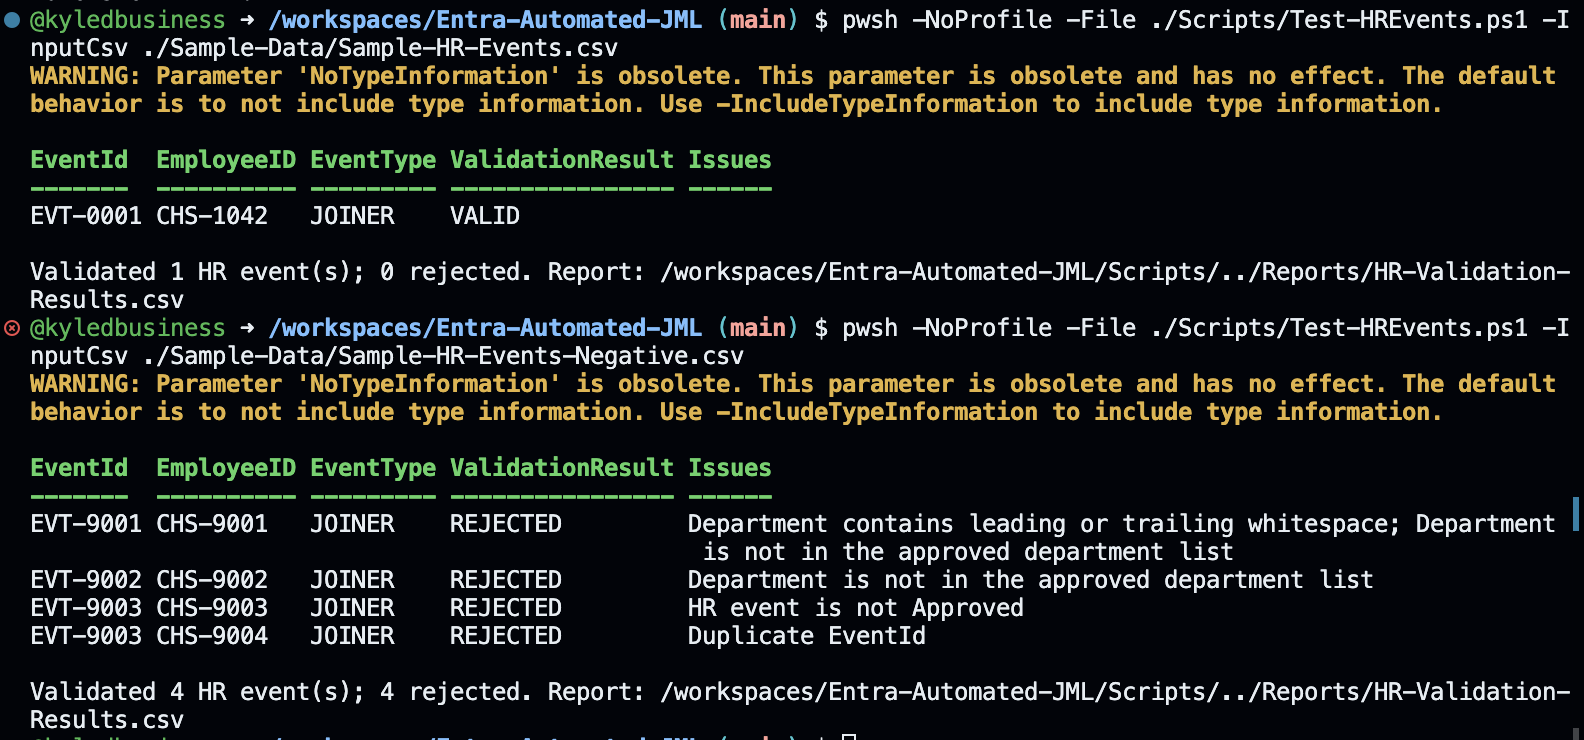 @kyledbusiness ➜ /workspaces/Entra-Automated-JML (main) $ pwsh -NoProfile -File ./Scripts/Test-HREvents.ps1 -I
nputCsv ./Sample-Data/Sample-HR-Events.csv
WARNING: Parameter 'NoTypeInformation' is obsolete. This parameter is obsolete and has no effect. The default
behavior is to not include type information. Use -IncludeTypeInformation to include type information.
EventId EmployeeID EventType ValidationResult Issues
------- ---------- --------- ---------------- ------
EVT-0001 CHS-1042 JOINER VALID
Validated 1 HR event(s); 0 rejected. Report: /workspaces/Entra-Automated-JML/Scripts/../Reports/HR-Validation-
Results.csv
@kyledbusiness ➜ /workspaces/Entra-Automated-JML (main) $ pwsh -NoProfile -File ./Scripts/Test-HREvents.ps1 -I
nputCsv ./Sample-Data/Sample-HR-Events-Negative.csv
WARNING: Parameter 'NoTypeInformation' is obsolete. This parameter is obsolete and has no effect. The default
behavior is to not include type information. Use -IncludeTypeInformation to include type information.
EventId EmployeeID EventType ValidationResult Issues
------- ---------- --------- ---------------- ------
EVT-9001 CHS-9001 JOINER REJECTED Department contains leading or trailing whitespace; Department
is not in the approved department list
EVT-9002 CHS-9002 JOINER REJECTED Department is not in the approved department list
EVT-9003 CHS-9003 JOINER REJECTED HR event is not Approved
EVT-9003 CHS-9004 JOINER REJECTED Duplicate EventId
Validated 4 HR event(s); 4 rejected. Report: /workspaces/Entra-Automated-JML/Scripts/../Reports/HR-Validation-
Results.csv